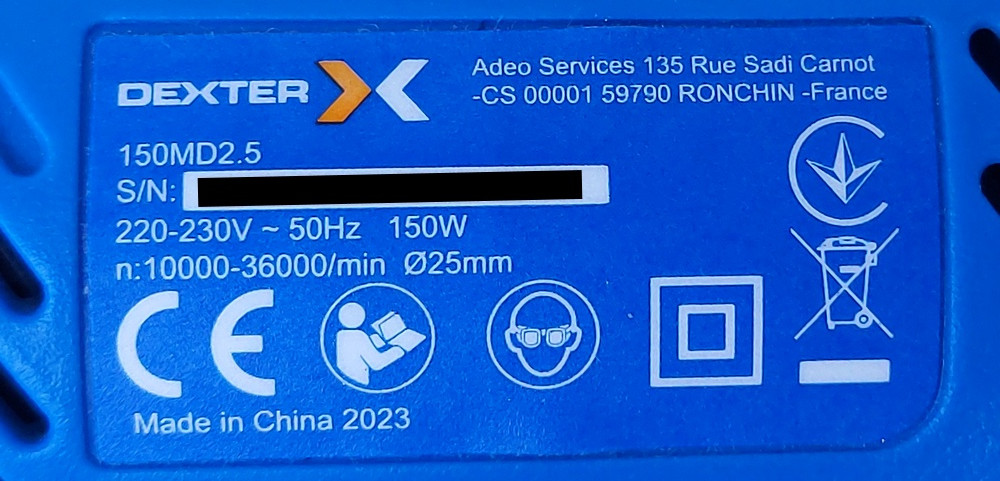 DEXTER
Adeo Services 135 Rue Sadi Carnot
-CS 00001 59790 RONCHIN -France
150MD2.5
S/N:
220-230V ~ 50Hz 150W
n:10000-36000/min Ø25mm
CE
Made in China 2023